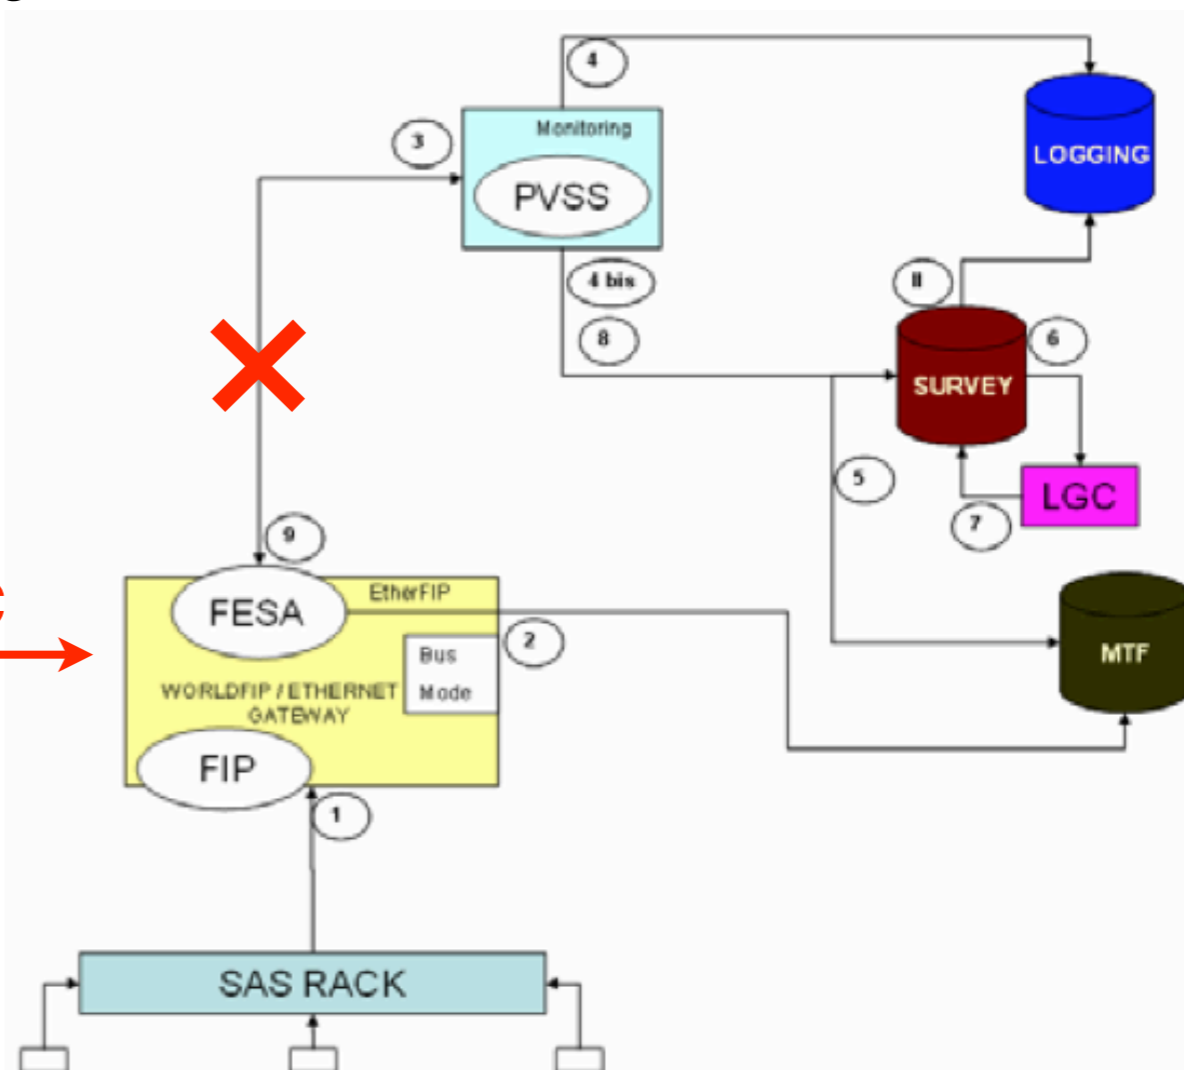 4
Monitoring
3
PVSS
LOGGING
4 bis
8
II
6
SURVEY
5
LGC
7
9
EtherFIP
FESA
2
Bus
Mode
MTF
WORLDFIP / ETHERNET
GATEWAY
FIP
1
SAS RACK